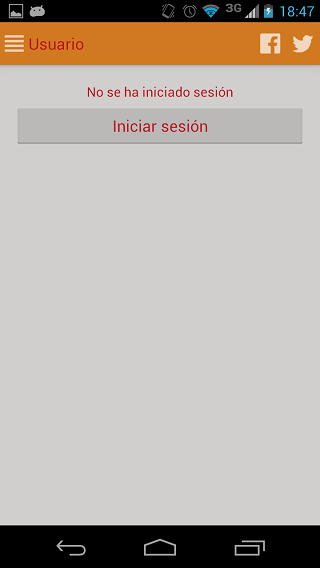 3G 18:47
Usuario
No se ha iniciado sesión
Iniciar sesión